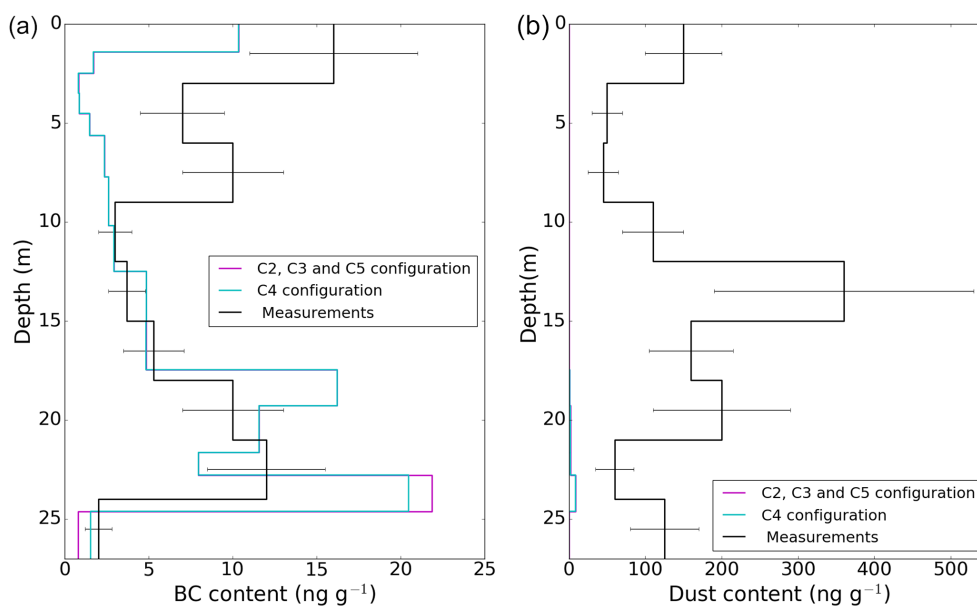 (a)
0
5
10
15
20
25
Depth (m)
C2, C3 and C5 configuration
C4 configuration
Measurements
0 5 10 15 20 25
BC content (ng g⁻¹)
(b)
0
5
10
15
20
25
Depth(m)
C2, C3 and C5 configuration
C4 configuration
Measurements
0 100 200 300 400 500
Dust content (ng g⁻¹)